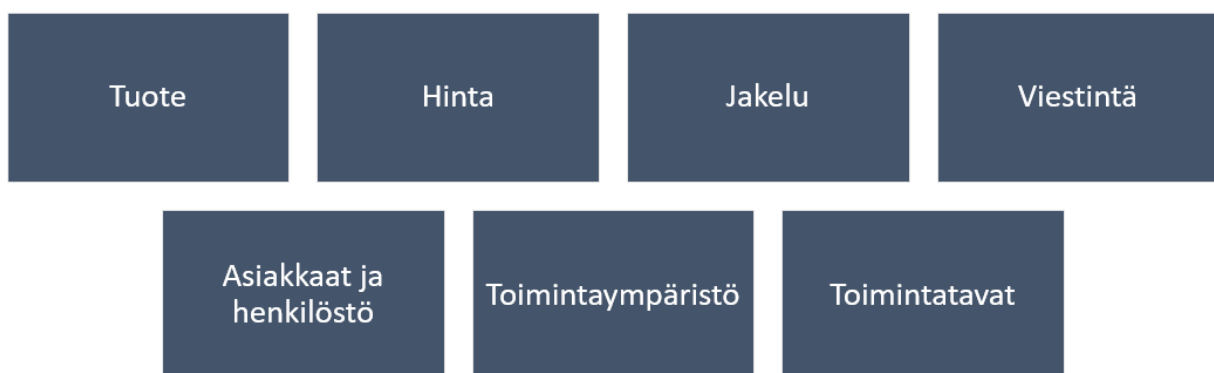 Tuote
Hinta
Jakelu
Viestintä
Asiakkaat ja
henkilöstö
Toimintaympäristö
Toimintatavat